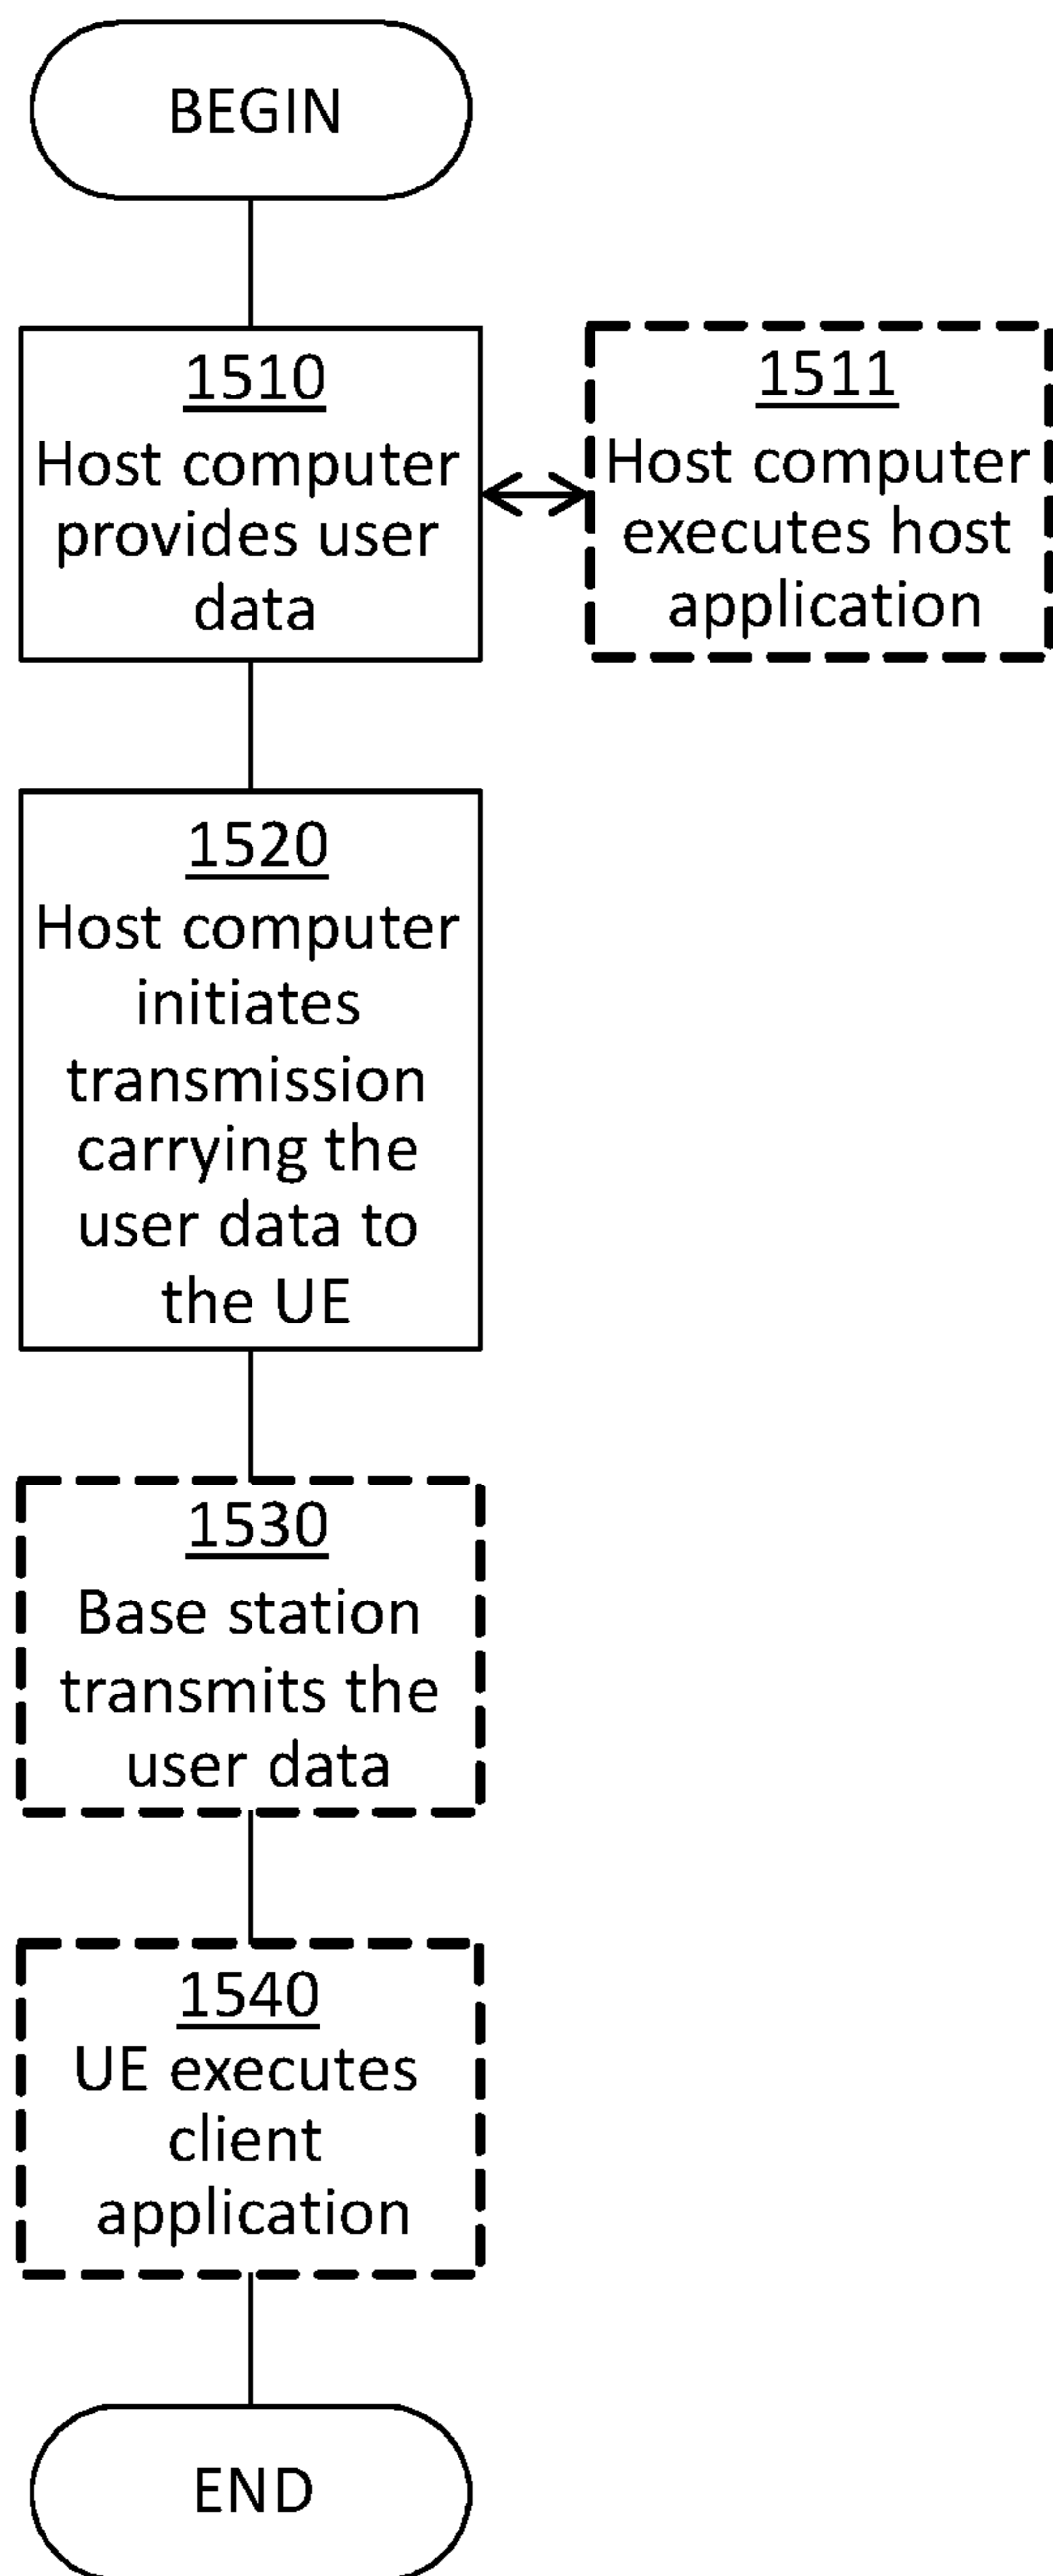 BEGIN
1510
Host computer
provides user
data
1511
Host computer
executes host
application
1520
Host computer
initiates
transmission
carrying the
user data to
the UE
1530
Base station
transmits the
user data
1540
UE executes
client
application
END